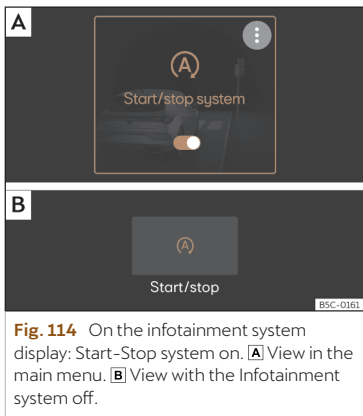 A
A
Start/stop system
B
A
Start/stop
B5C-0161
Fig. 114 On the infotainment system
display: Start-Stop system on. A View in the
main menu. B View with the Infotainment
system off.